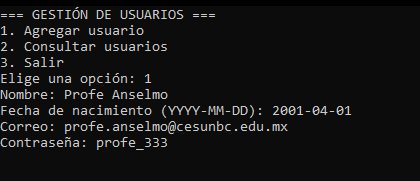 === GESTIÓN DE USUARIOS ===
1. Agregar usuario
2. Consultar usuarios
3. Salir
Elige una opción: 1
Nombre: Profe Anselmo
Fecha de nacimiento (YYYY-MM-DD): 2001-04-01
Correo: profe.anselmo@cesunbc.edu.mx
Contraseña: profe_333